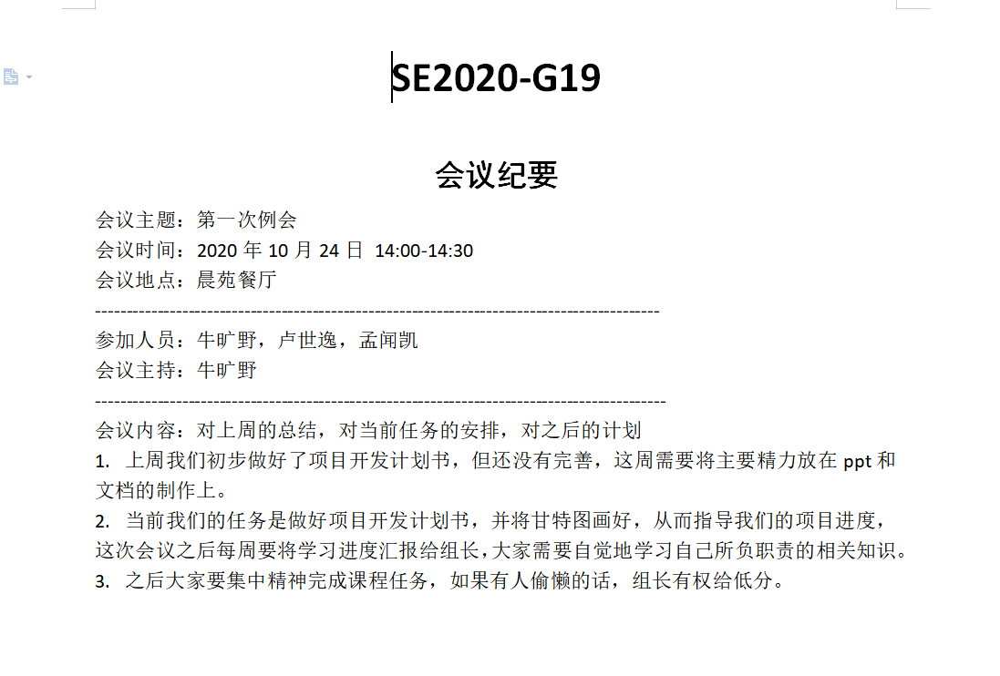 SE2020-G19
会议纪要
会议主题：第一次例会
会议时间：2020 年 10 月 24 日 14:00-14:30
会议地点：晨苑餐厅
------------------------------------------------------------------------------------------
参加人员：牛旷野，卢世逸，孟闻凯
会议主持：牛旷野
-------------------------------------------------------------------------------------------
会议内容：对上周的总结，对当前任务的安排，对之后的计划
1. 上周我们初步做好了项目开发计划书，但还没有完善，这周需要将主要精力放在 ppt 和
文档的制作上。
2. 当前我们的任务是做好项目开发计划书，并将甘特图画好，从而指导我们的项目进度，
这次会议之后每周要将学习进度汇报给组长，大家需要自觉地学习自己所负职责的相关知识。
3. 之后大家要集中精神完成课程任务，如果有人偷懒的话，组长有权给低分。